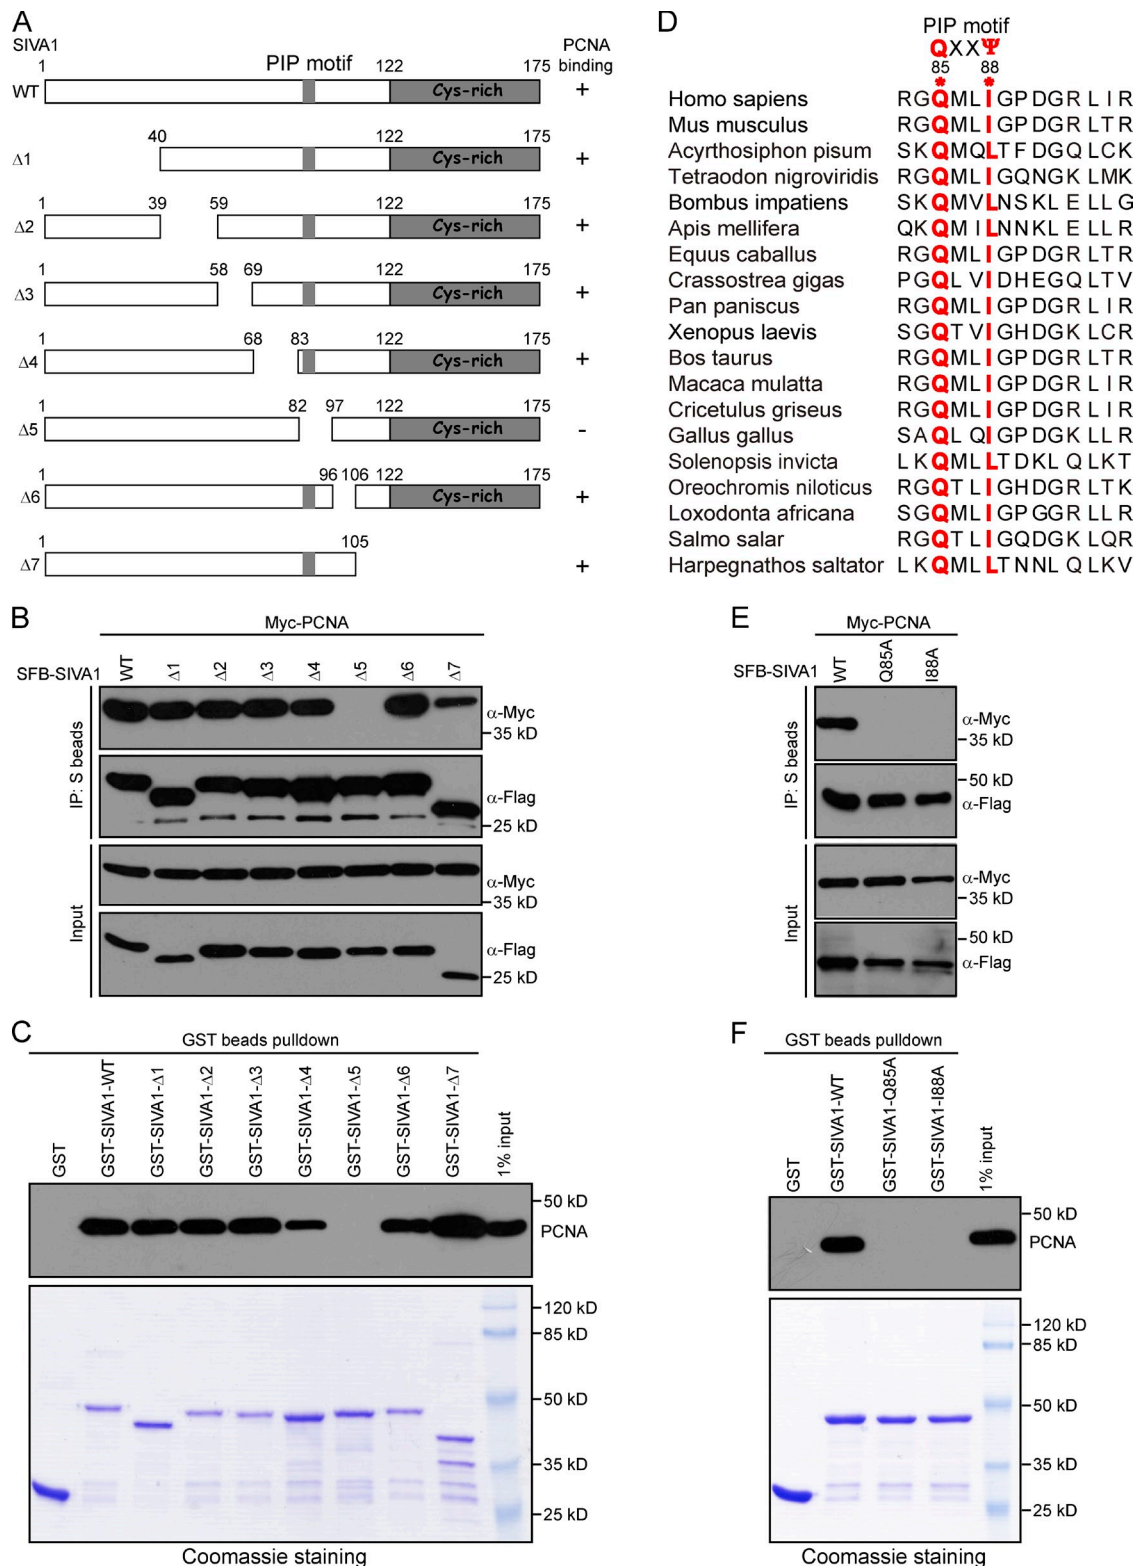 A
SIVA1
PIP motif
PCNA binding
1 122 175
WT Cys-rich +
40 122 175
Δ1 Cys-rich +
1 39 59 122 175
Δ2 Cys-rich +
1 58 69 122 175
Δ3 Cys-rich +
1 68 83 122 175
Δ4 Cys-rich +
1 82 97 122 175
Δ5 Cys-rich -
1 96 106 122 175
Δ6 Cys-rich +
1 105
Δ7 +
D
PIP motif
QXXΨ
85 88
* *
Homo sapiens RGQMLIGPDGRLIR
Mus musculus RGQMLIGPDGRLTR
Acyrthosiphon pisum SKQMQLTFDGQLCK
Tetraodon nigroviridis RGQMLIGQNGKLMK
Bombus impatiens SKQMVLNSKLELLG
Apis mellifera QKQMILNNKLELLR
Equus caballus RGQMLIGPDGRLTR
Crassostrea gigas PGQLVIDHEGQLTV
Pan paniscus RGQMLIGPDGRLIR
Xenopus laevis SGQTVIGHDGKLCR
Bos taurus RGQMLIGPDGRLTR
Macaca mulatta RGQMLIGPDGRLIR
Cricetulus griseus RGQMLIGPDGRLIR
Gallus gallus SAQLQIGPDGKLLR
Solenopsis invicta LKQMLLTDKLQLKT
Oreochromis niloticus RGQTLIGHDGRLTK
Loxodonta africana SGQMLIGPGGRLLR
Salmo salar RGQTLIGQDGKLQR
Harpegnathos saltator LKQMLLTNNLQLKV
B
Myc-PCNA
SFB-SIVA1 WT Δ1 Δ2 Δ3 Δ4 Δ5 Δ6 Δ7
IP: S beads
α-Myc
35 kD
α-Flag
25 kD
Input
α-Myc
35 kD
α-Flag
25 kD
E
Myc-PCNA
SFB-SIVA1 WT Q85A I88A
IP: S beads
α-Myc
35 kD
50 kD
α-Flag
Input
α-Myc
35 kD
50 kD
α-Flag
C
GST beads pulldown
GST GST-SIVA1-WT GST-SIVA1-Δ1 GST-SIVA1-Δ2 GST-SIVA1-Δ3 GST-SIVA1-Δ4 GST-SIVA1-Δ5 GST-SIVA1-Δ6 GST-SIVA1-Δ7 1% input
50 kD
PCNA
120 kD
85 kD
50 kD
35 kD
25 kD
Coomassie staining
F
GST beads pulldown
GST GST-SIVA1-WT GST-SIVA1-Q85A GST-SIVA1-I88A 1% input
50 kD
PCNA
120 kD
85 kD
50 kD
35 kD
25 kD
Coomassie staining